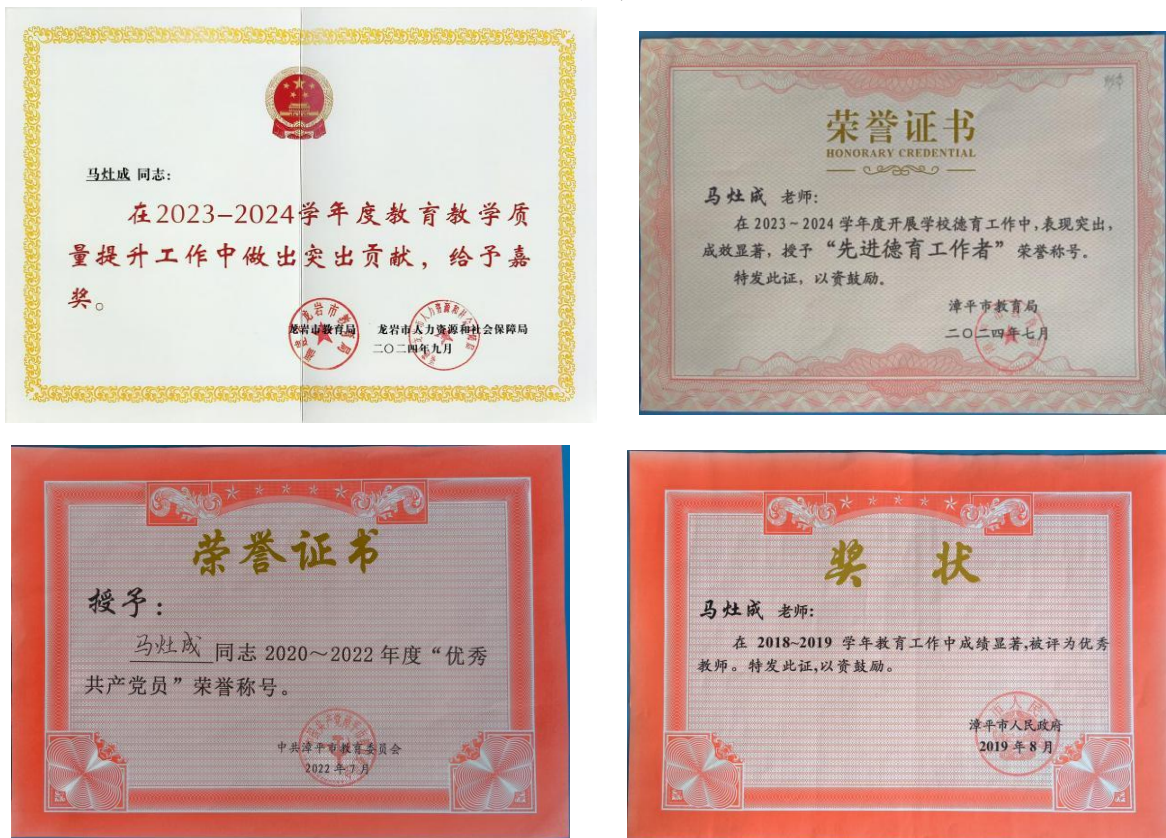 马灶成 同志：
在2023-2024学年度教育教学质
量提升工作中做出突出贡献，给予嘉
奖。
龙岩市教育局 龙岩市人力资源和社会保障局
二〇二四年九月
荣誉证书
HONORARY CREDENTIAL
马灶成 老师：
在2023~2024学年度开展学校德育工作中，表现突出，
成效显著，授予“先进德育工作者”荣誉称号。
特发此证，以资鼓励。
漳平市教育局
二〇二四年七月
荣誉证书
授予：
马灶成同志2020～2022年度“优秀
共产党员”荣誉称号。
中共漳平市教育委员会
2022年7月
奖 状
马灶成 老师：
在 2018~2019 学年教育工作中成绩显著,被评为优秀
教师。特发此证,以资鼓励。
漳平市人民政府
2019年8月